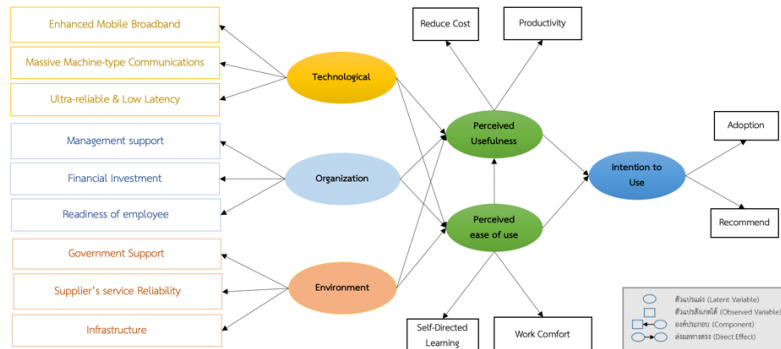 Enhanced Mobile Broadband
Massive Machine-type Communications
Ultra-reliable & Low Latency
Management support
Financial Investment
Readiness of employee
Government Support
Supplier's service Reliability
Infrastructure
Technological
Organization
Environment
Reduce Cost
Productivity
Perceived
Usefulness
Perceived
ease of use
Self-Directed
Learning
Work Comfort
Intention to
Use
Adoption
Recommend
ตัวแปรแฝง (Latent Variable)
ตัวแปรสังเกตได้ (Observed Variable)
องค์ประกอบ (Component)
ส่งผลทางตรง (Direct Effect)